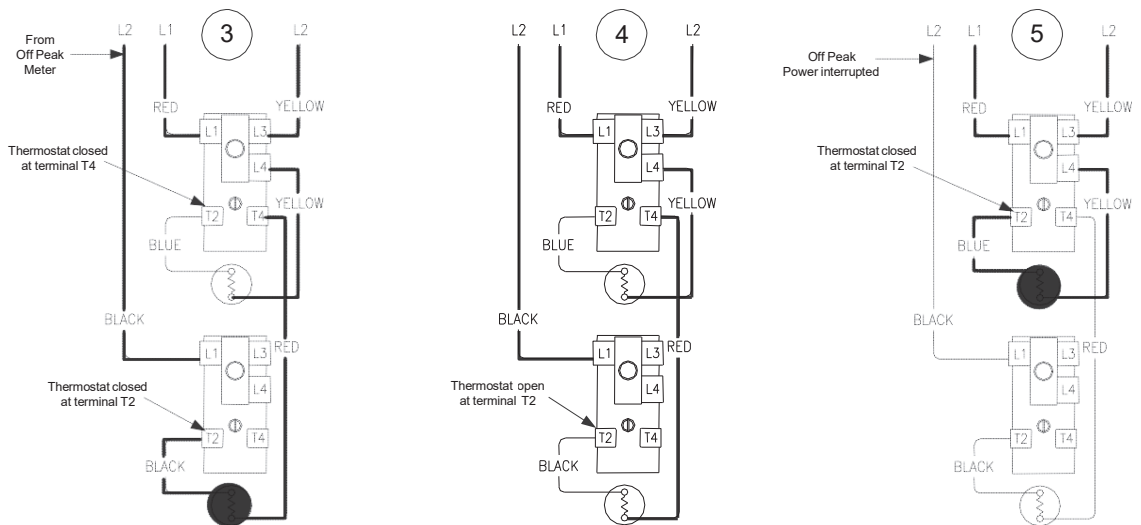 L2
L1
3
L2
From
Off Peak
Meter
RED
YELLOW
L1
L3
L4
Thermostat closed
at terminal T4
YELLOW
T2
T4
BLUE
BLACK
RED
L1
L3
L4
Thermostat closed
at terminal T2
T2
T4
BLACK
L2
L1
4
L2
RED
YELLOW
L1
L3
L4
YELLOW
T2
T4
BLUE
BLACK
RED
L1
L3
L4
Thermostat open
at terminal T2
T2
T4
BLACK
L2
L1
5
L2
Off Peak
Power interrupted
RED
YELLOW
L1
L3
L4
Thermostat closed
at terminal T2
YELLOW
T2
T4
BLUE
BLACK
RED
L1
L3
L4
T2
T4
BLACK